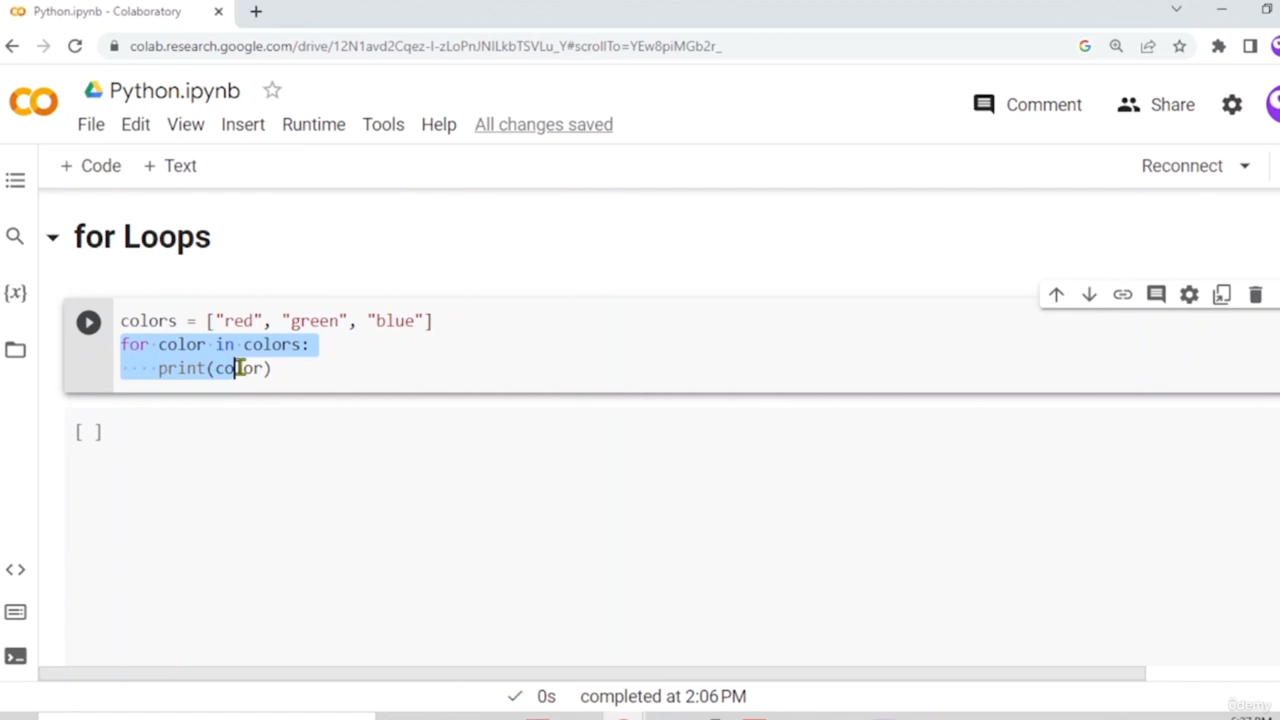 Python.ipynb - Colaboratory
colab.research.google.com/drive/12N1avd2Cqez-I-zLoPnJNILkbTSVLu_Y#scrollTo=YEw8piMGb2r_
Python.ipynb
Comment Share
File Edit View Insert Runtime Tools Help All changes saved
+ Code + Text Reconnect
for Loops
{x}
colors = ["red", "green", "blue"]
for color in colors:
print(color)
[ ]
0s completed at 2:06 PM
ûdemy